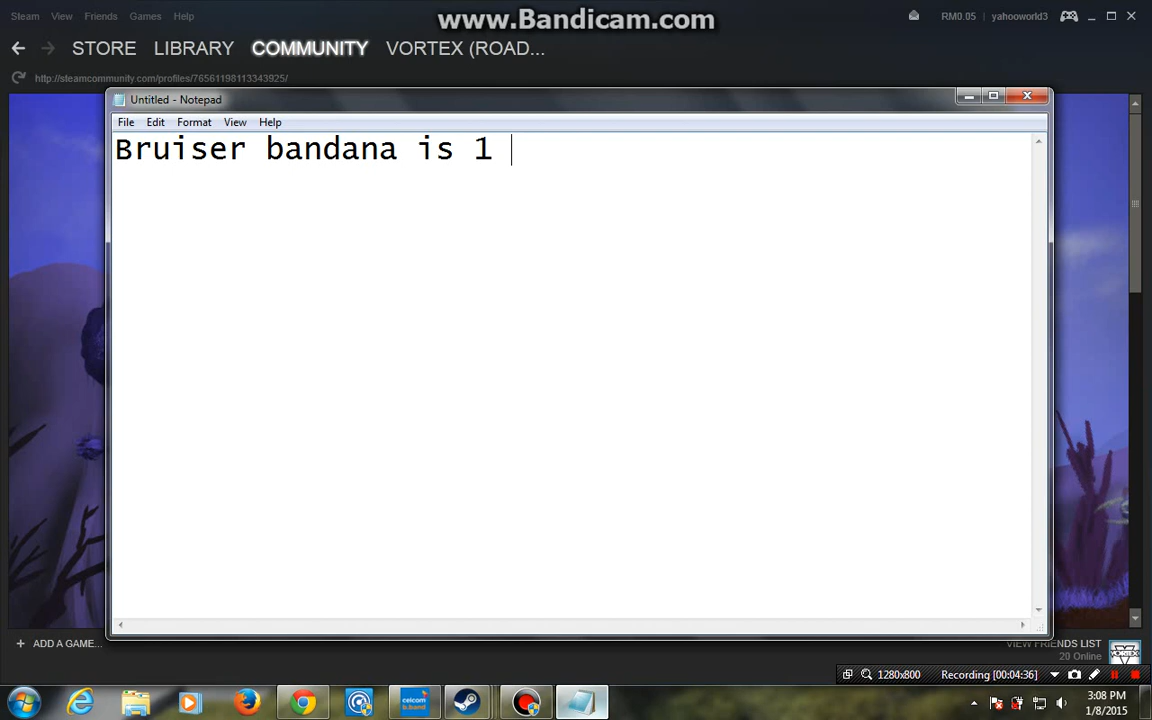 Steam View Friends Games Help
www.Bandicam.com
RM0.05 yahooworld3
STORE LIBRARY COMMUNITY VORTEX (ROAD...
http://steamcommunity.com/profiles/76561198113343925/
Untitled - Notepad
File Edit Format View Help
Bruiser bandana is 1
+ ADD A GAME...
VIEW FRIENDS LIST
20 Online
VORTEX
1280x800 Recording [00:04:36]
celcom
3:08 PM
1/8/2015